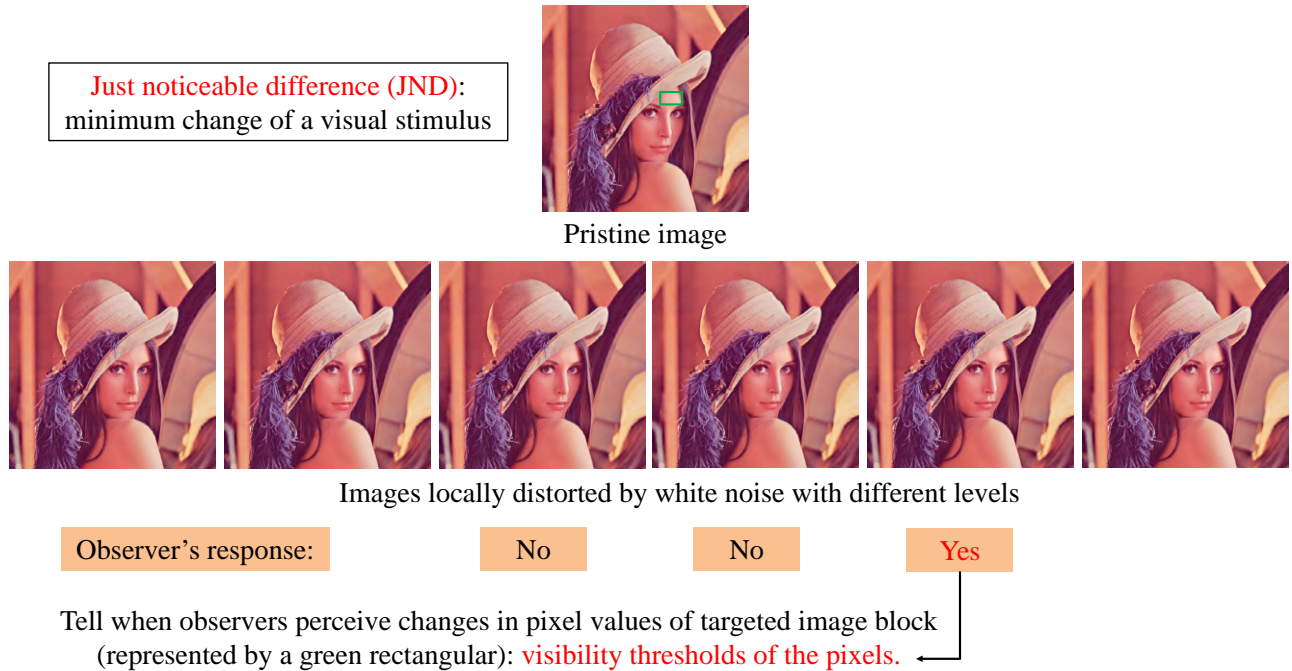 Just noticeable difference (JND):
minimum change of a visual stimulus
Pristine image
Images locally distorted by white noise with different levels
Observer’s response:
No
No
Yes
Tell when observers perceive changes in pixel values of targeted image block
(represented by a green rectangular): visibility thresholds of the pixels.